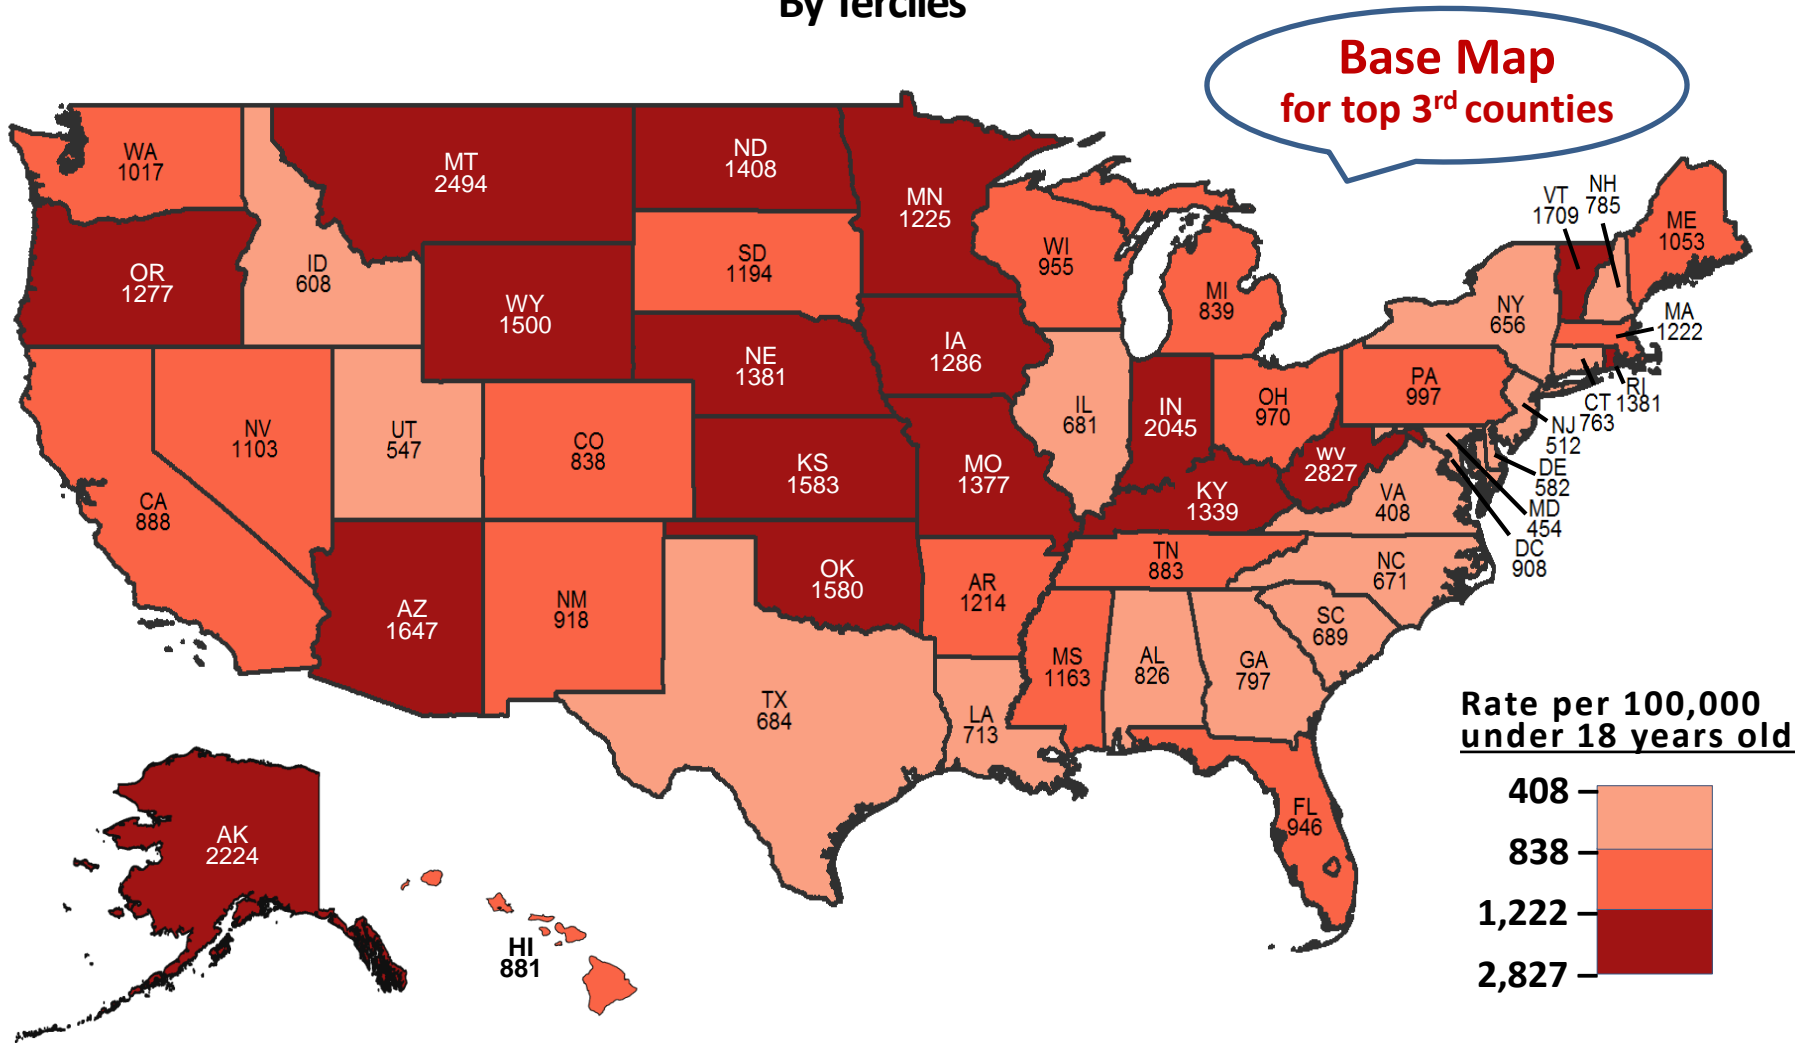 By Terciles
Base Map
for top 3rd counties
WA
1017
MT
2494
ND
1408
MN
1225
VT
1709
NH
785
ME
1053
OR
1277
ID
608
WY
1500
SD
1194
WI
955
MI
839
NY
656
MA
1222
NE
1381
IA
1286
PA
997
RI
1381
CT
763
NV
1103
UT
547
CO
838
IL
681
IN
2045
OH
970
NJ
512
CA
888
KS
1583
MO
1377
KY
1339
WV
2827
VA
408
DE
582
MD
454
DC
908
AZ
1647
NM
918
OK
1580
AR
1214
TN
883
NC
671
SC
689
TX
684
LA
713
MS
1163
AL
826
GA
797
FL
946
AK
2224
HI
881
Rate per 100,000
under 18 years old
408
838
1,222
2,827